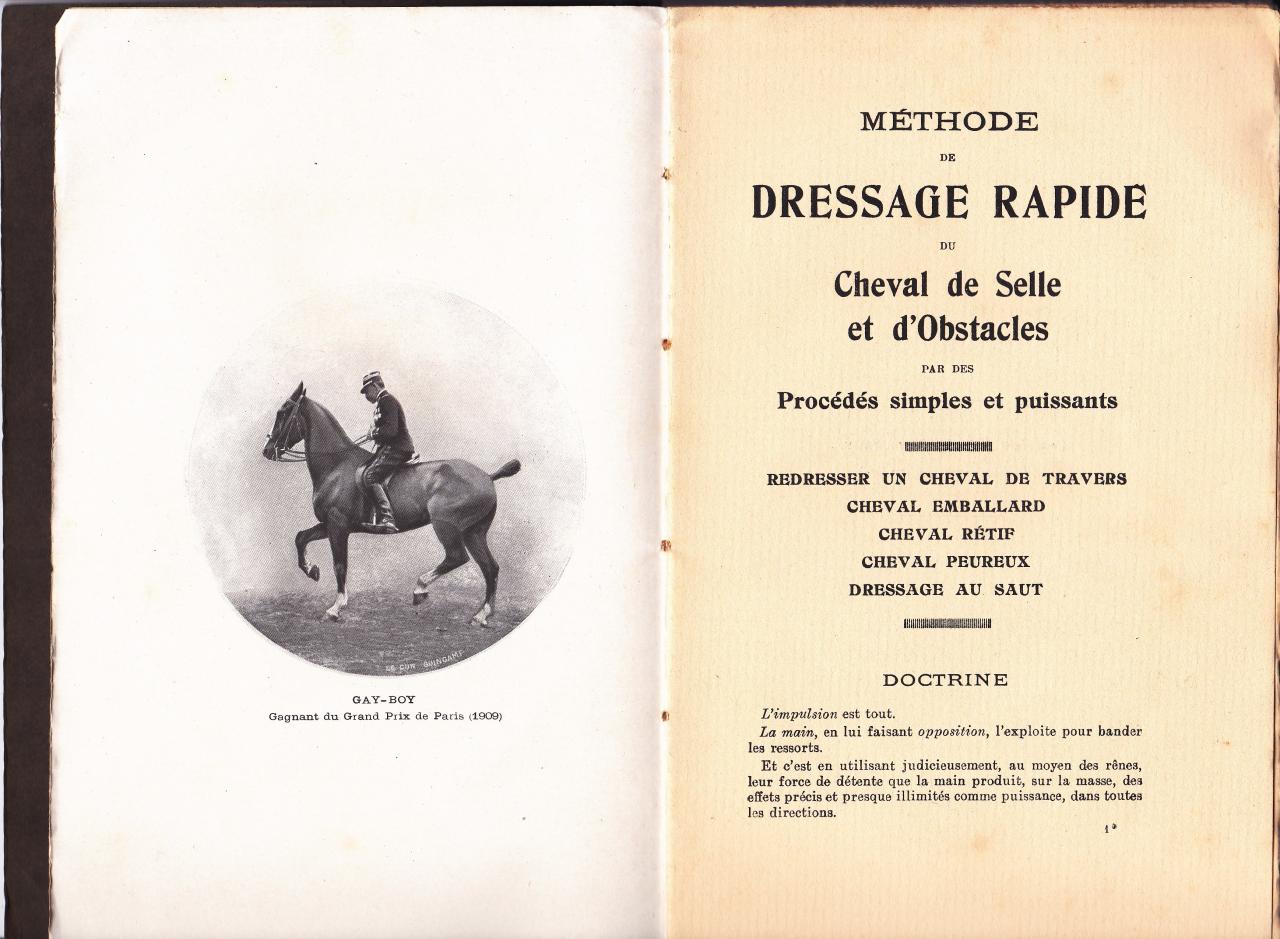 LE CUN GUINGAMP
GAY-BOY
Gagnant du Grand Prix de Paris (1909)
MÉTHODE
DE
DRESSAGE RAPIDE
DU
Cheval de Selle
et d'Obstacles
PAR DES
Procédés simples et puissants
REDRESSER UN CHEVAL DE TRAVERS
CHEVAL EMBALLARD
CHEVAL RÉTIF
CHEVAL PEUREUX
DRESSAGE AU SAUT
DOCTRINE
L'impulsion est tout.
La main, en lui faisant opposition, l'exploite pour bander
les ressorts.
Et c'est en utilisant judicieusement, au moyen des rênes,
leur force de détente que la main produit, sur la masse, des
effets précis et presque illimités comme puissance, dans toutes
les directions.
1*